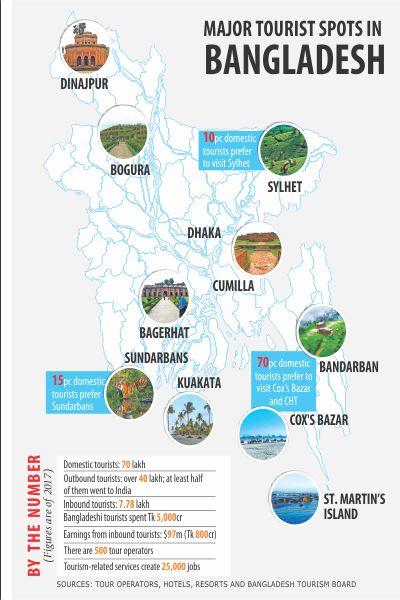 MAJOR TOURIST SPOTS IN
BANGLADESH
DINAJPUR
BOGURA
10pc domestic
tourists prefer
to visit Sylhet
SYLHET
DHAKA
CUMILLA
BAGERHAT
SUNDARBANS
15pc domestic
tourists prefer
Sundarbans
KUAKATA
70pc domestic
tourists prefer to
visit Cox's Bazar
and CHT
BANDARBAN
COX'S BAZAR
ST. MARTIN'S
ISLAND
BY THE NUMBER
(Figures are of 2017)
Domestic tourists: 70 lakh
Outbound tourists: over 40 lakh; at least half
of them went to India
Inbound tourists: 7.78 lakh
Bangladeshi tourists spent Tk 5,000cr
Earnings from inbound tourists: $97m (Tk 800cr)
There are 500 tour operators
Tourism-related services create 25,000 jobs
SOURCES: TOUR OPERATORS, HOTELS, RESORTS AND BANGLADESH TOURISM BOARD